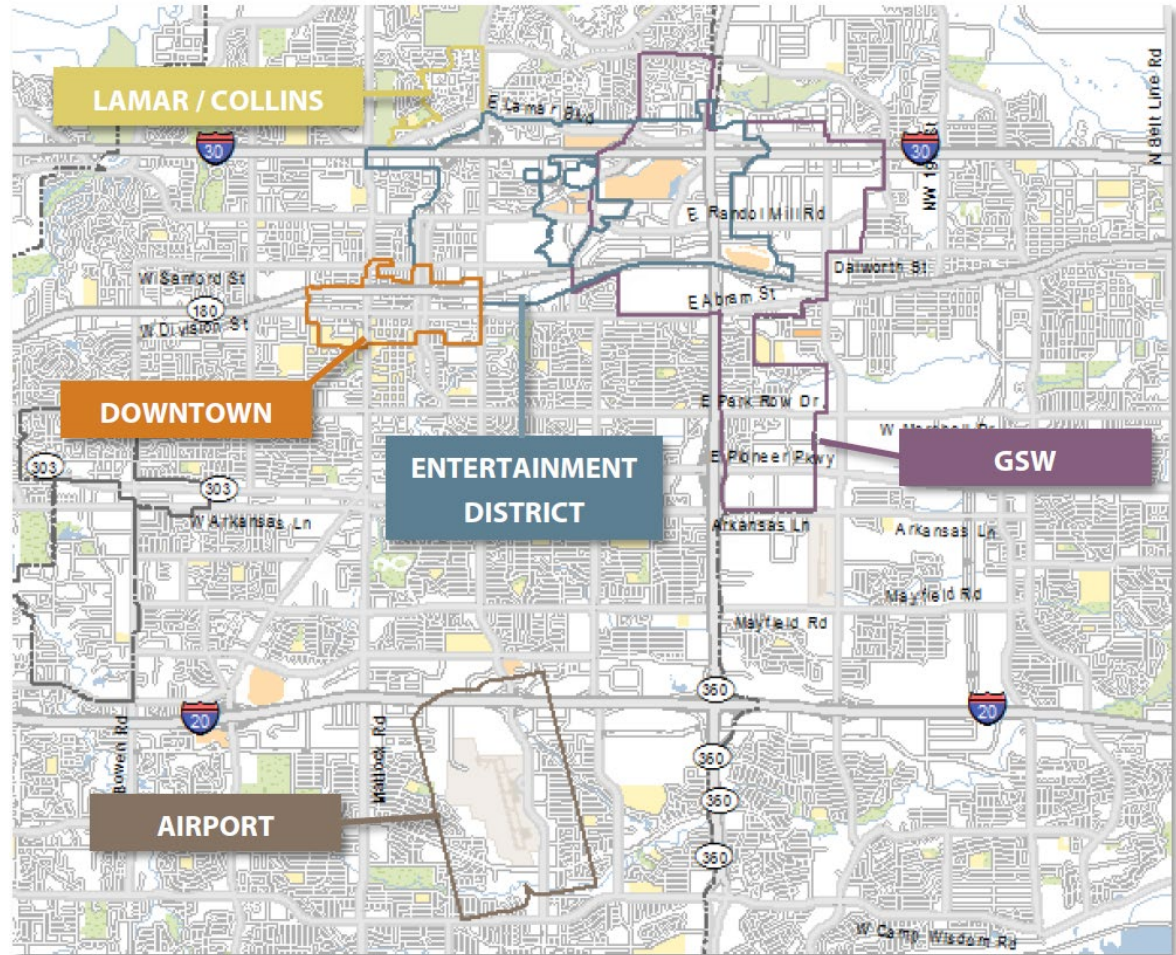 LAMAR / COLLINS
E Lamar Blvd
30
30
NW 19th St
N Belt Line Rd
E Randol Mill Rd
W Sanford St
Dalworth St
180
E Abram St
W Division St
DOWNTOWN
E Park Row Dr
W Marshall Dr
ENTERTAINMENT
DISTRICT
GSW
E Pioneer Pkwy
303
303
W Arkansas Ln
Arkansas Ln
Arkansas Ln
Mayfield Rd
Mayfield Rd
360
20
20
Bowen Rd
Matlock Rd
360
360
AIRPORT
360
W Camp Wisdom Rd